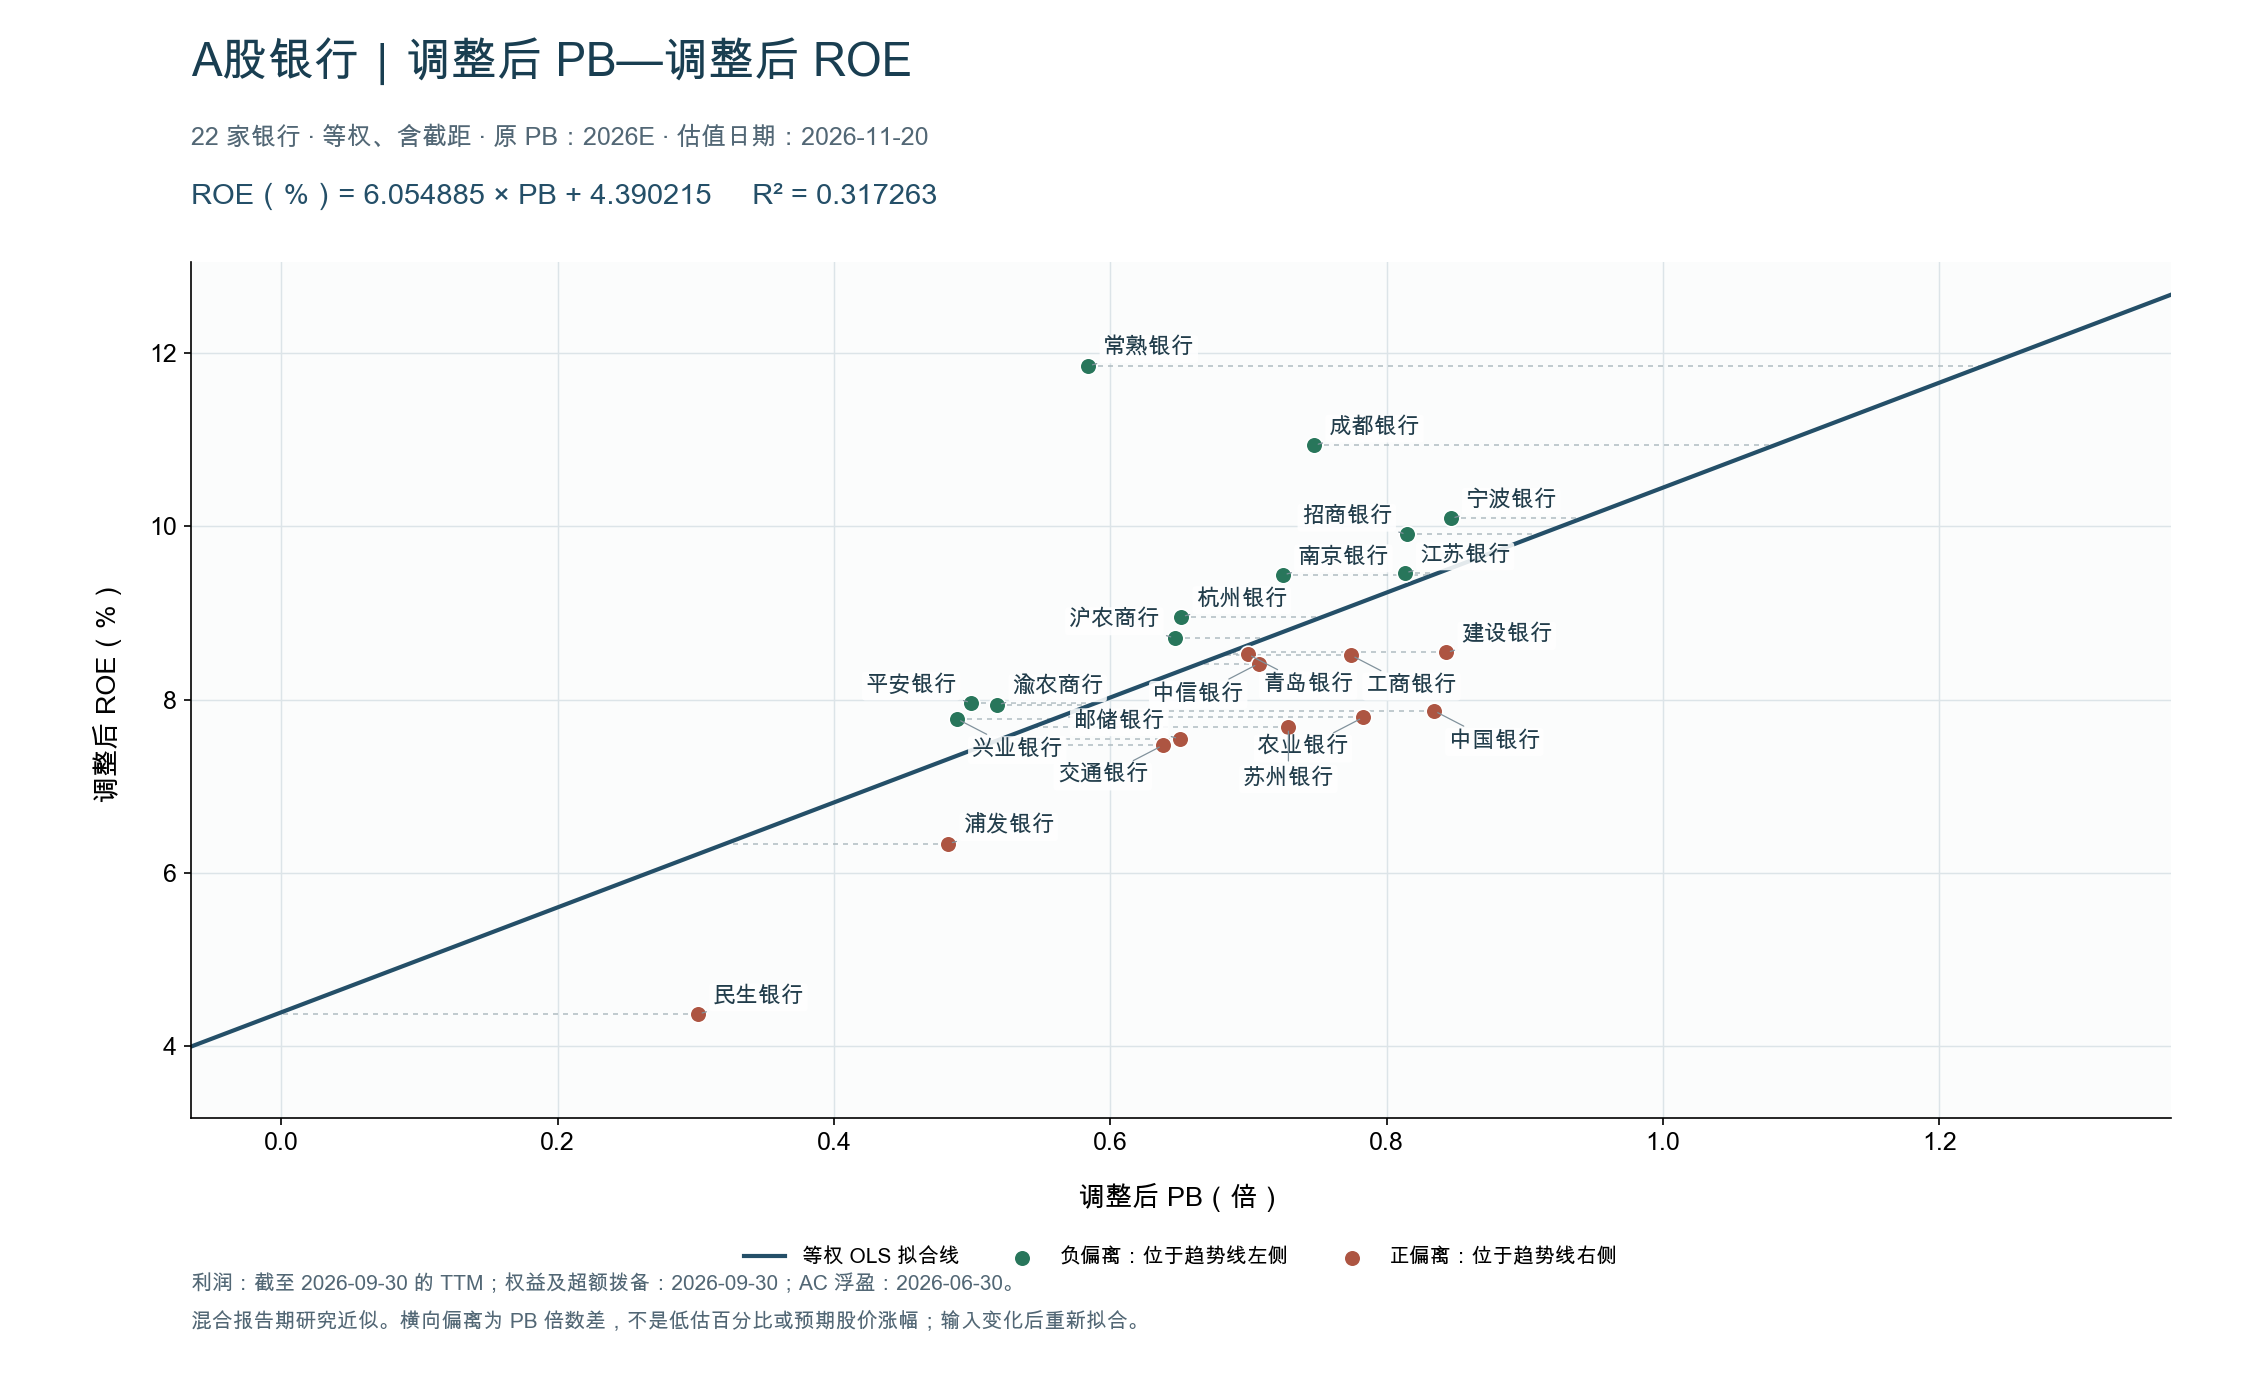 A股银行 | 调整后 PB—调整后 ROE
22 家银行 · 等权、含截距 · 原 PB：2026E · 估值日期：2026-11-20
ROE（%）= 6.054885 × PB + 4.390215 R² = 0.317263
12
10
8
6
4
调整后 ROE（%）
常熟银行
成都银行
宁波银行
招商银行
南京银行
江苏银行
杭州银行
沪农商行
建设银行
平安银行
渝农商行
中信银行
青岛银行
工商银行
邮储银行
兴业银行
农业银行
中国银行
交通银行
苏州银行
浦发银行
民生银行
0.0
0.2
0.4
0.6
0.8
1.0
1.2
调整后 PB（倍）
等权 OLS 拟合线
负偏离：位于趋势线左侧
正偏离：位于趋势线右侧
利润：截至 2026-09-30 的 TTM；权益及超额拨备：2026-09-30；AC 浮盈：2026-06-30。
混合报告期研究近似。横向偏离为 PB 倍数差，不是低估百分比或预期股价涨幅；输入变化后重新拟合。